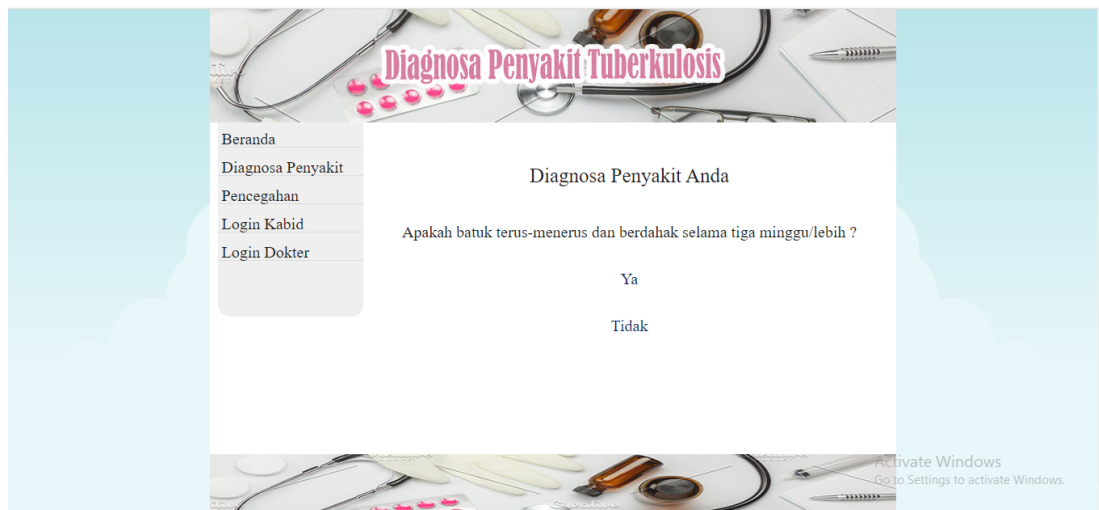 Diagnosa Penyakit Tuberkulosis
Beranda
Diagnosa Penyakit
Pencegahan
Login Kabid
Login Dokter
Diagnosa Penyakit Anda
Apakah batuk terus-menerus dan berdahak selama tiga minggu/lebih ?
Ya
Tidak
Activate Windows
Go to Settings to activate Windows.